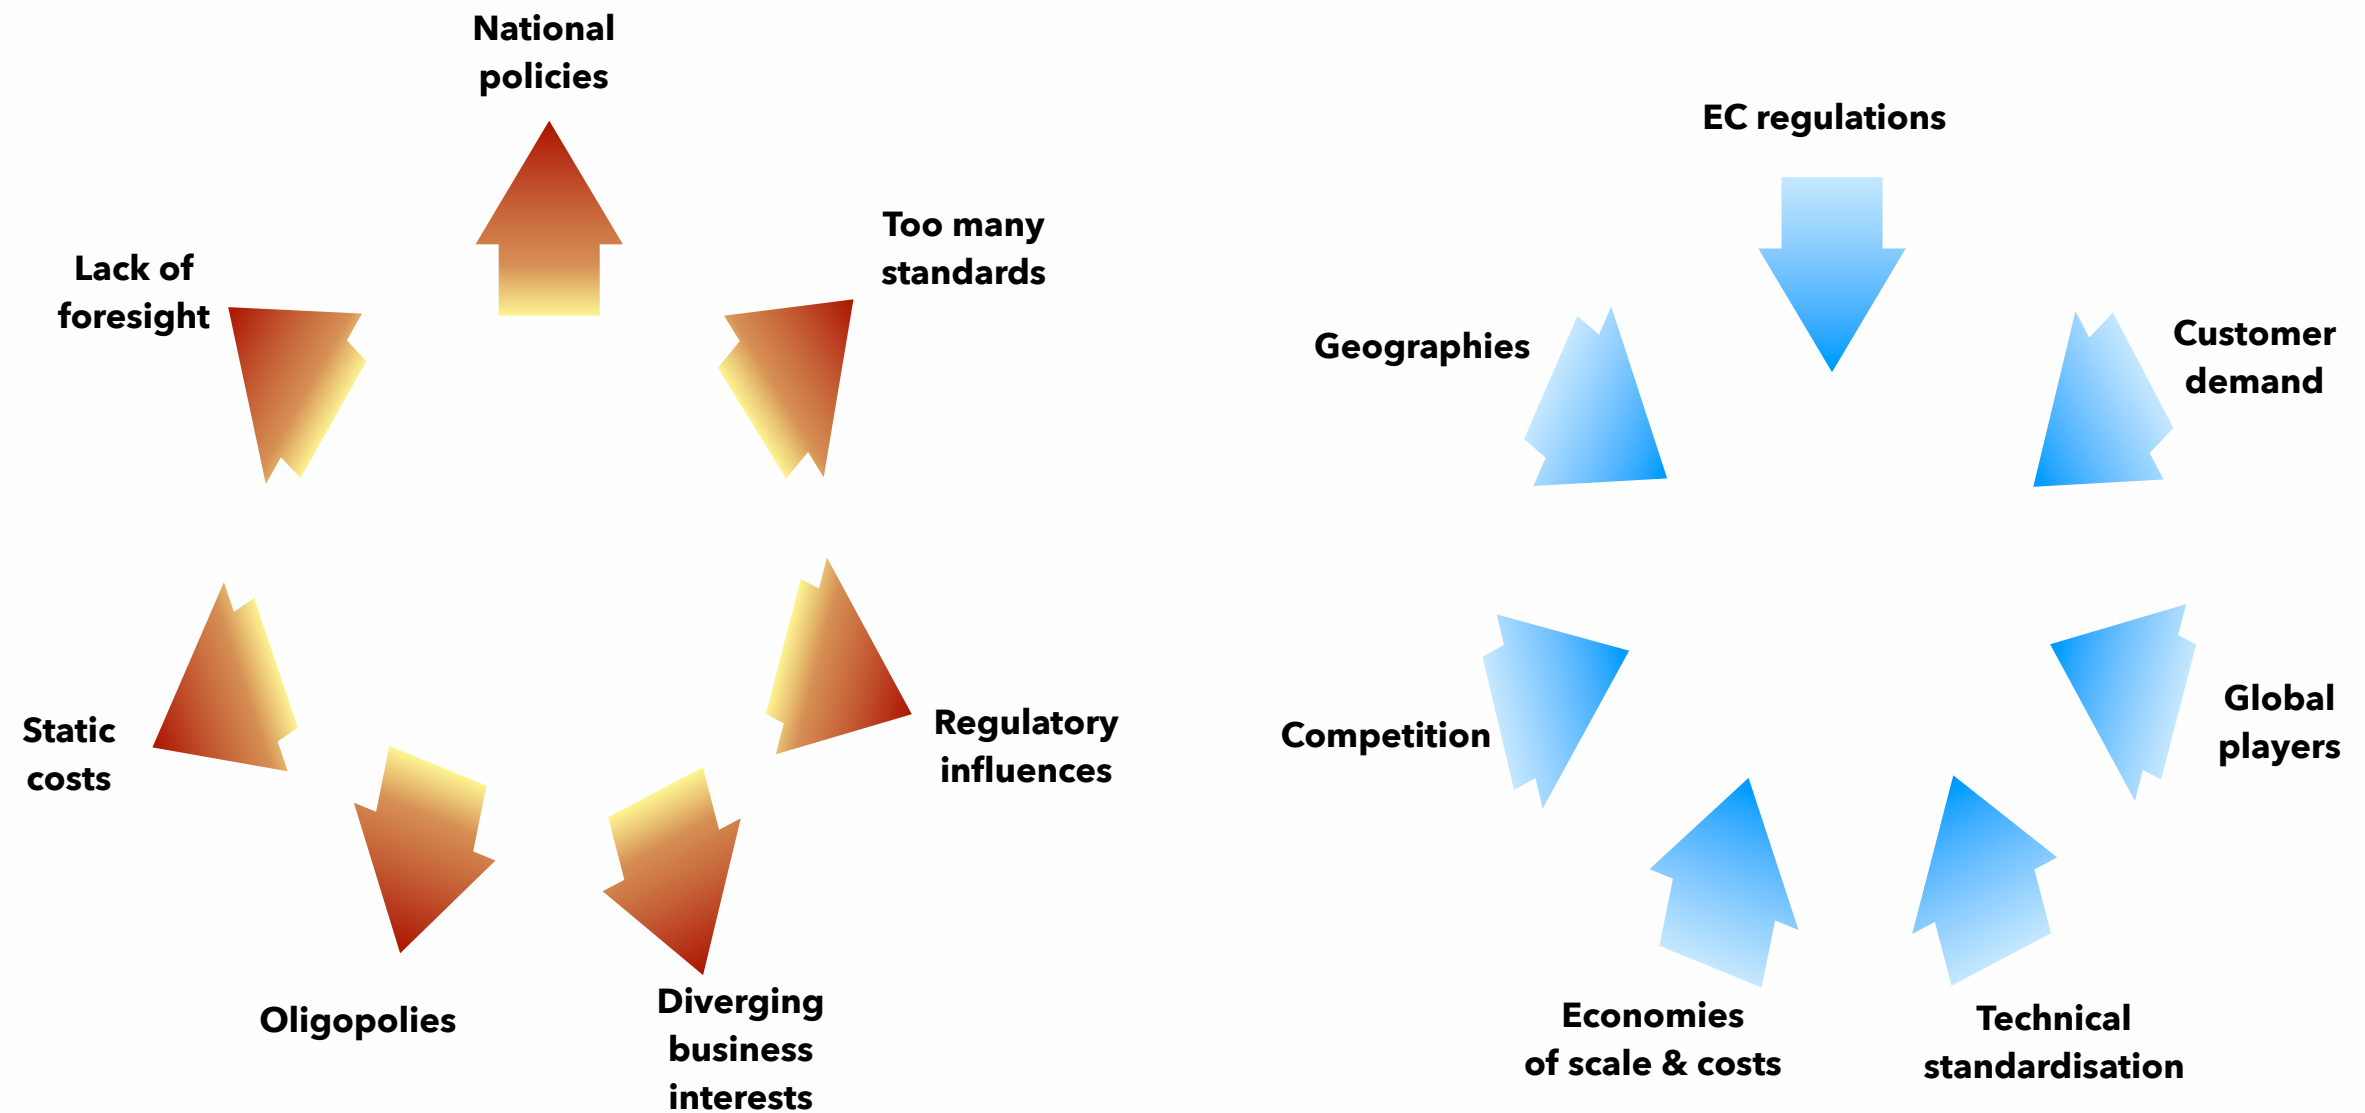 National
policies
Too many
standards
Lack of
foresight
Regulatory
influences
Static
costs
Diverging
business
interests
Oligopolies
EC regulations
Geographies
Customer
demand
Competition
Global
players
Economies
of scale & costs
Technical
standardisation